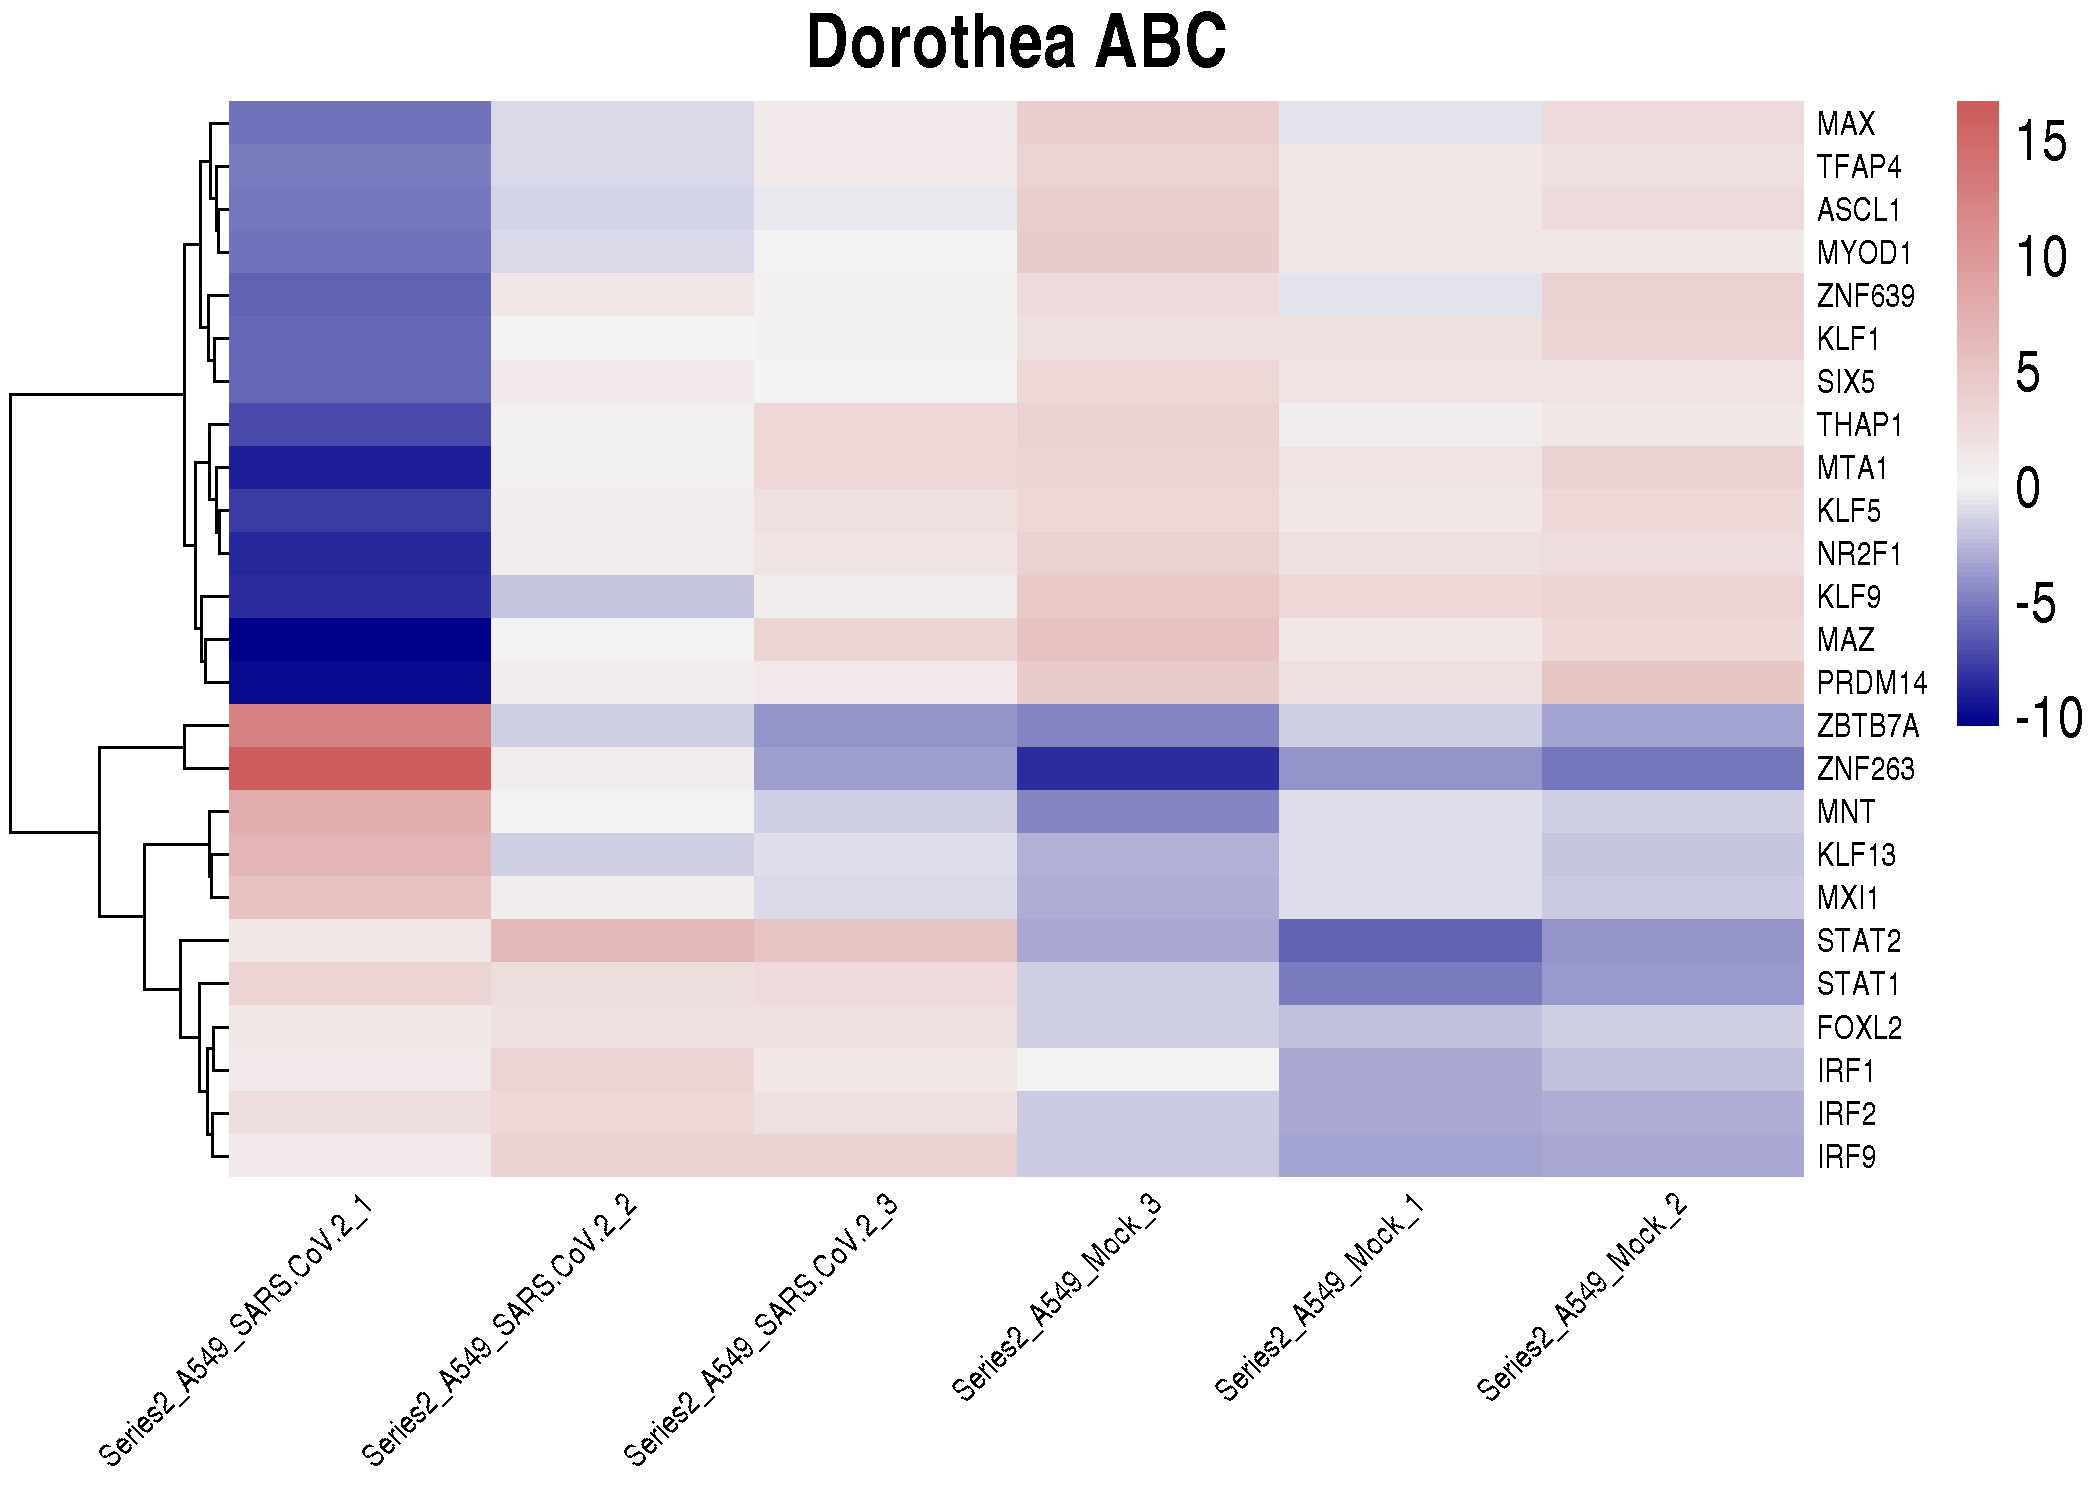 Dorothea ABC
MAX
TFAP4
ASCL1
MYOD1
ZNF639
KLF1
SIX5
THAP1
MTA1
KLF5
NR2F1
KLF9
MAZ
PRDM14
ZBTB7A
ZNF263
MNT
KLF13
MXI1
STAT2
STAT1
FOXL2
IRF1
IRF2
IRF9
15
10
5
0
-5
-10
Series2_A549_SARS.CoV.2_1
Series2_A549_SARS.CoV.2_2
Series2_A549_SARS.CoV.2_3
Series2_A549_Mock_3
Series2_A549_Mock_1
Series2_A549_Mock_2